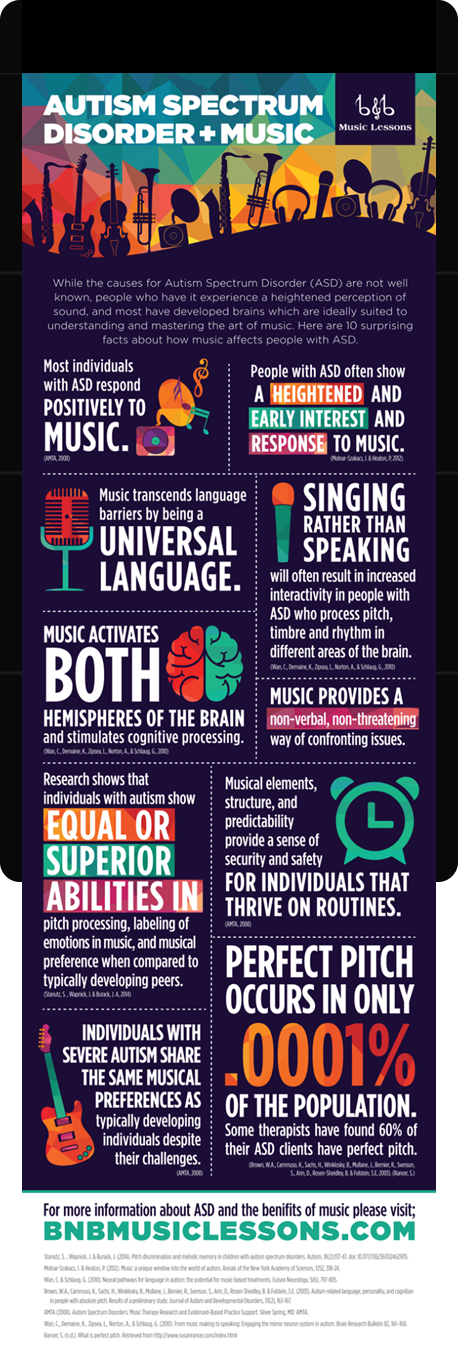 AUTISM SPECTRUM
DISORDER + MUSIC
b&b
Music Lessons
While the causes for Autism Spectrum Disorder (ASD) are not well
known, people who have it experience a heightened perception of
sound, and most have developed brains which are ideally suited to
understanding and mastering the art of music. Here are 10 surprising
facts about how music affects people with ASD.
Most individuals
with ASD respond
POSITIVELY TO
MUSIC.
(AMTA, 2008)
People with ASD often show
A HEIGHTENED AND
EARLY INTEREST AND
RESPONSE TO MUSIC.
(Molnar-Szakacs, I. & Heaton, P. 2012).
Music transcends language
barriers by being a
UNIVERSAL
LANGUAGE.
SINGING
RATHER THAN
SPEAKING
will often result in increased
interactivity in people with
ASD who process pitch,
timbre and rhythm in
different areas of the brain.
(Wan, C., Demaine, K., Zipsea, L., Norton, A., & Schlaug, G., 2010)
MUSIC ACTIVATES
BOTH
HEMISPHERES OF THE BRAIN
and stimulates cognitive processing.
(Wan, C., Demaine, K., Zipsea, L., Norton, A., & Schlaug, G., 2010)
MUSIC PROVIDES A
non-verbal, non-threatening
way of confronting issues.
Research shows that
individuals with autism show
EQUAL OR
SUPERIOR
ABILITIES IN
pitch processing, labeling of
emotions in music, and musical
preference when compared to
typically developing peers.
(Stanutz, S., Wapnick, J. & Burack, J. A, 2014)
Musical elements,
structure, and
predictability
provide a sense of
security and safety
FOR INDIVIDUALS THAT
THRIVE ON ROUTINES.
(AMTA, 2008)
INDIVIDUALS WITH
SEVERE AUTISM SHARE
THE SAME MUSICAL
PREFERENCES AS
typically developing
individuals despite
their challenges.
(AMTA, 2008)
PERFECT PITCH
OCCURS IN ONLY
.0001%
OF THE POPULATION.
Some therapists have found 60% of
their ASD clients have perfect pitch.
(Brown, W.A., Cammuso, K., Sachs, H., Winklosky, B., Mullane, J., Bernier, R., Svenson,
S., Arin, D., Rosen-Sheidley, B. & Folstein, S.E, 2003). (Rancer, S.)
For more information about ASD and the benifits of music please visit;
BNBMUSICLESSONS.COM
Stanutz, S., Wapnick, J. & Burack, J. (2014). Pitch discrimination and melodic memory in children with autism spectrum disorders. Autism, 18(2):137-47. doi: 10.1177/1362361312462905.
Molnar-Szakacs, I. & Heaton, P. (2012). Music: a unique window into the world of autism. Annals of the New York Academy of Sciences, 1252, 318-24.
Wan, C. & Schlaug, G. (2010). Neural pathways for language in autism: the potential for music-based treatments. Future Neurology, 5(6), 797-805.
Brown, W.A., Cammuso, K., Sachs, H., Winklosky, B., Mullane, J., Bernier, R., Svenson, S., Arin, D., Rosen-Sheidley, B. & Folstein, S.E. (2003). Autism-related language, personality, and cognition
in people with absolute pitch: Results of a preliminary study. Journal of Autism and Developmental Disorders, 33(2), 163-167.
AMTA (2008). Autism Spectrum Disorders: Music Therapy Research and Evidenced-Based Practice Support. Silver Spring, MD: AMTA.
Wan, C., Demaine, K., Zipsea, L., Norton, A., & Schlaug, G. (2010). From music making to speaking: Engaging the mirror neuron system in autism. Brain Research Bulletin 82, 161-168.
Rancer, S. (n.d.). What is perfect pitch. Retrieved from http://www.susanrancer.com/index.html